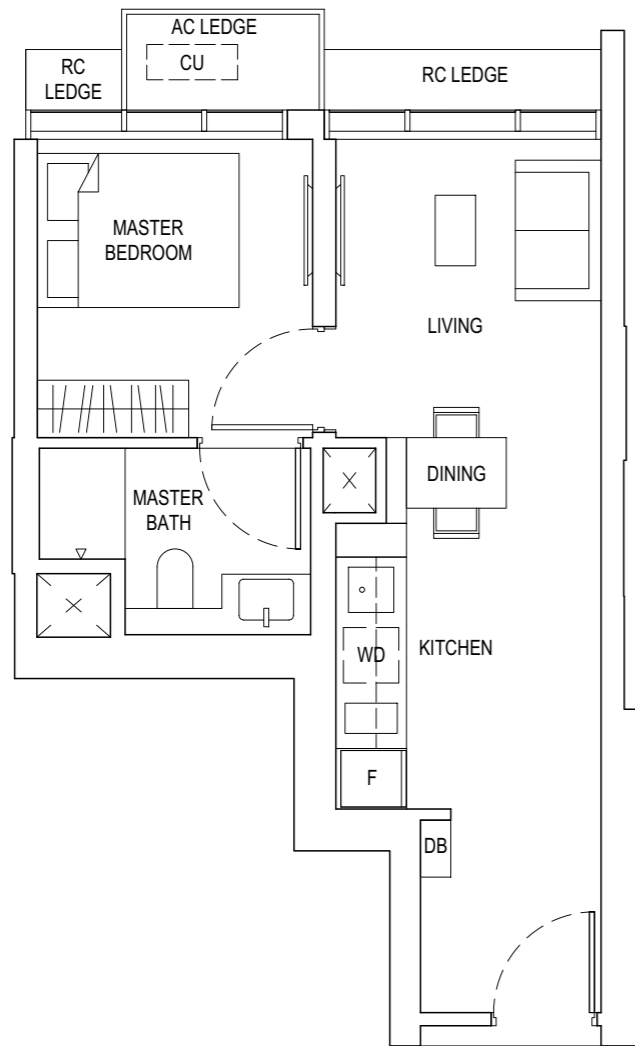 AC LEDGE
CU
RC
LEDGE
RC LEDGE
MASTER
BEDROOM
LIVING
DINING
MASTER
BATH
KITCHEN
WD
F
DB